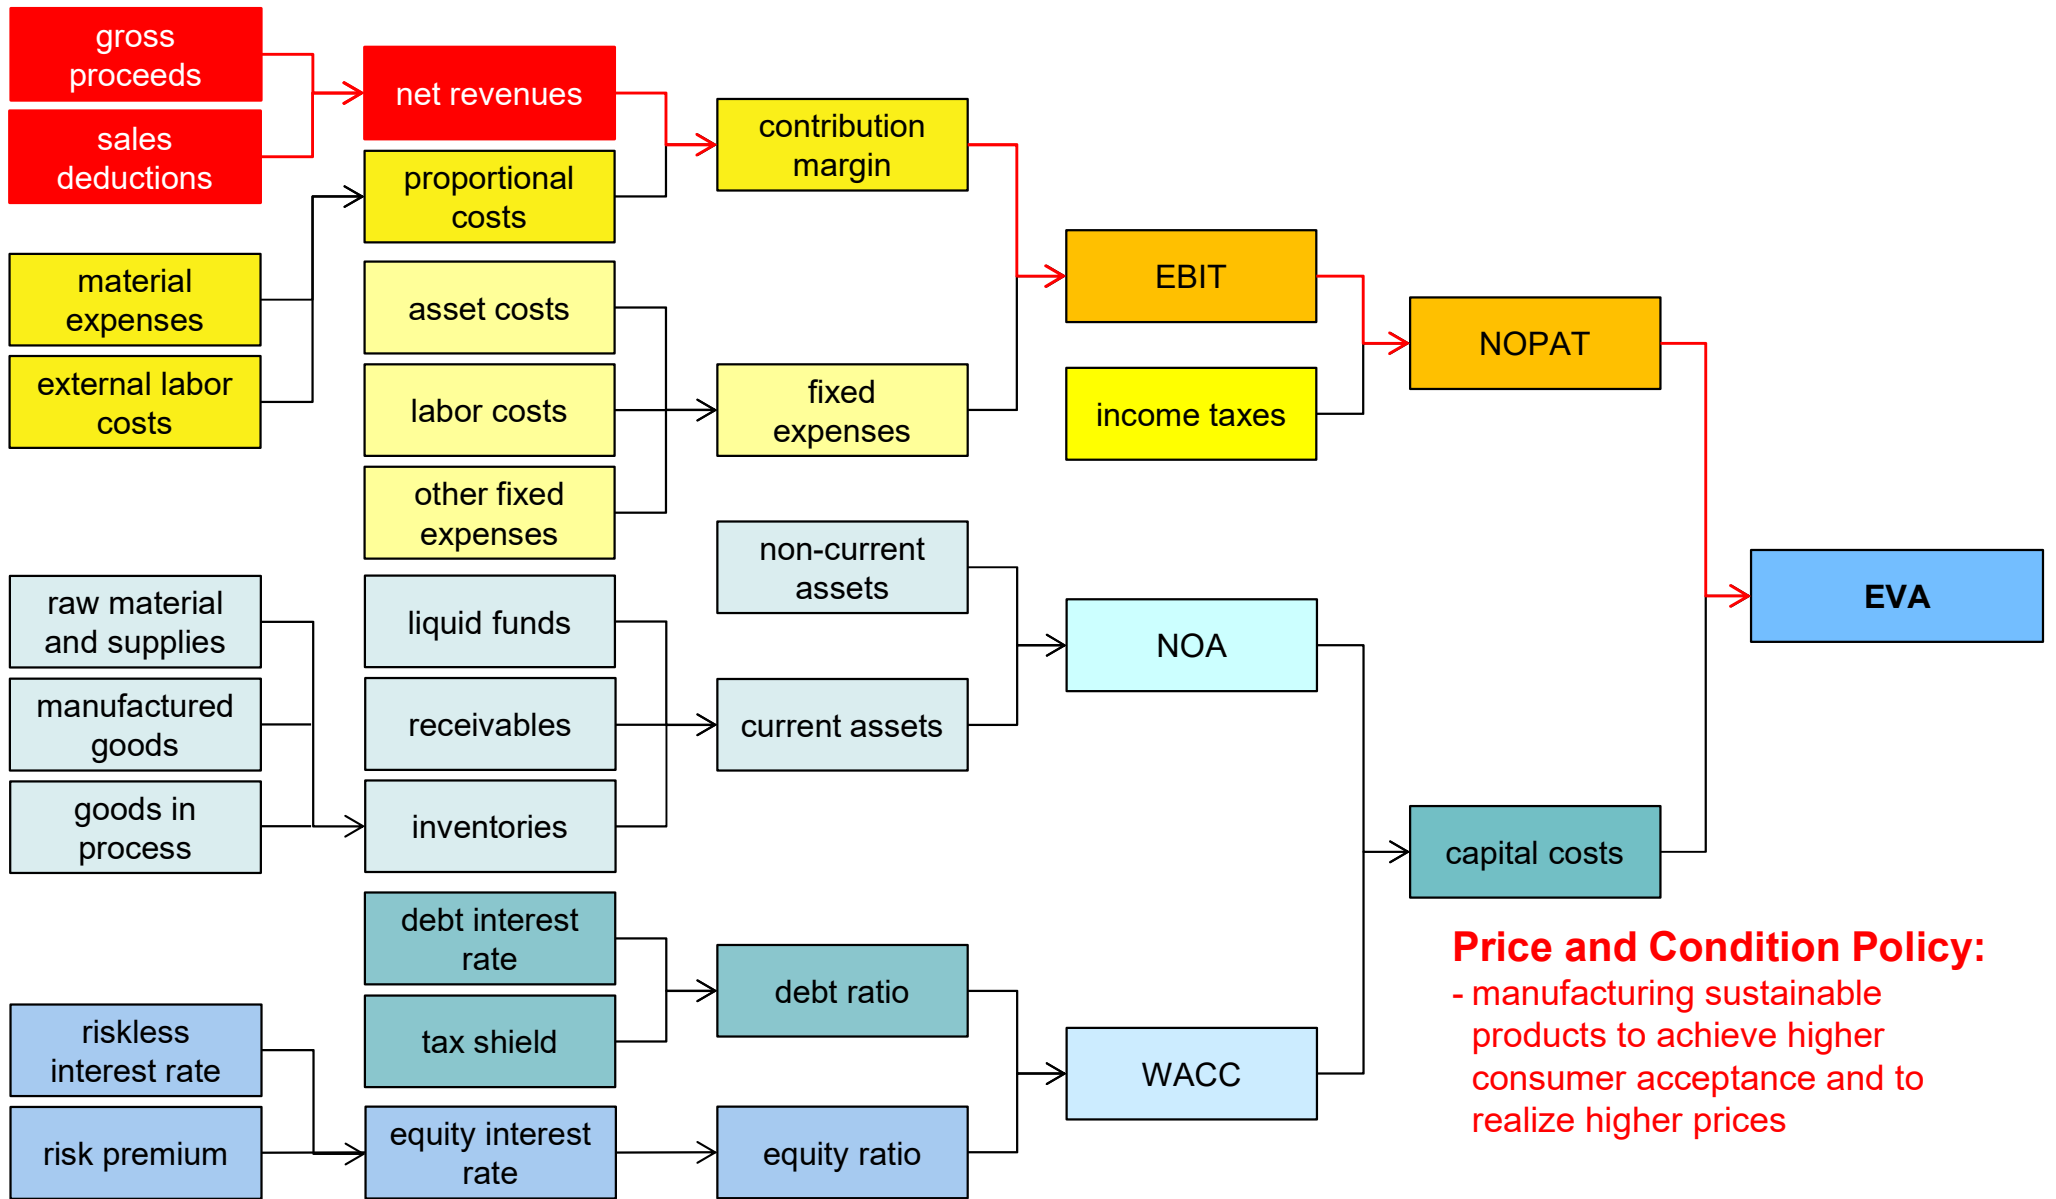 gross
proceeds
sales
deductions
material
expenses
external labor
costs
raw material
and supplies
manufactured
goods
goods in
process
riskless
interest rate
risk premium
net revenues
proportional
costs
asset costs
labor costs
other fixed
expenses
liquid funds
receivables
inventories
debt interest
rate
tax shield
equity interest
rate
contribution
margin
fixed
expenses
non-current
assets
current assets
debt ratio
equity ratio
EBIT
income taxes
NOA
WACC
NOPAT
capital costs
EVA
Price and Condition Policy:
- manufacturing sustainable
products to achieve higher
consumer acceptance and to
realize higher prices